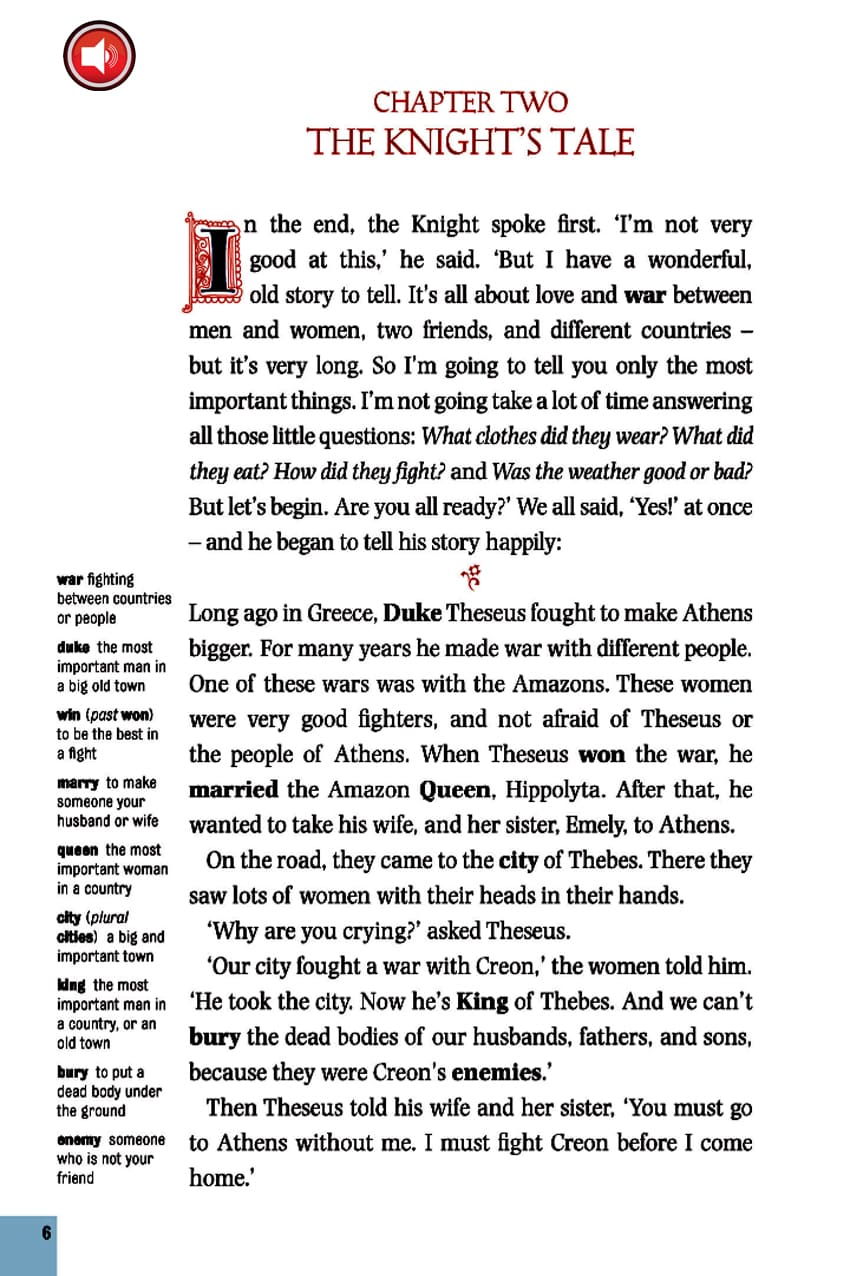 CHAPTER TWO
THE KNIGHT'S TALE
In the end, the Knight spoke first. 'I'm not very
good at this,' he said. 'But I have a wonderful,
old story to tell. It's all about love and war between
men and women, two friends, and different countries –
but it's very long. So I'm going to tell you only the most
important things. I'm not going take a lot of time answering
all those little questions: What clothes did they wear? What did
they eat? How did they fight? and Was the weather good or bad?
But let's begin. Are you all ready?' We all said, 'Yes!' at once
– and he began to tell his story happily:
Long ago in Greece, Duke Theseus fought to make Athens
bigger. For many years he made war with different people.
One of these wars was with the Amazons. These women
were very good fighters, and not afraid of Theseus or
the people of Athens. When Theseus won the war, he
married the Amazon Queen, Hippolyta. After that, he
wanted to take his wife, and her sister, Emely, to Athens.
On the road, they came to the city of Thebes. There they
saw lots of women with their heads in their hands.
'Why are you crying?' asked Theseus.
'Our city fought a war with Creon,' the women told him.
'He took the city. Now he's King of Thebes. And we can't
bury the dead bodies of our husbands, fathers, and sons,
because they were Creon's enemies.'
Then Theseus told his wife and her sister, 'You must go
to Athens without me. I must fight Creon before I come
home.'
war fighting
between countries
or people
duke the most
important man in
a big old town
win (past won)
to be the best in
a fight
marry to make
someone your
husband or wife
queen the most
important woman
in a country
city (plural
cities) a big and
important town
king the most
important man in
a country, or an
old town
bury to put a
dead body under
the ground
enemy someone
who is not your
friend
6